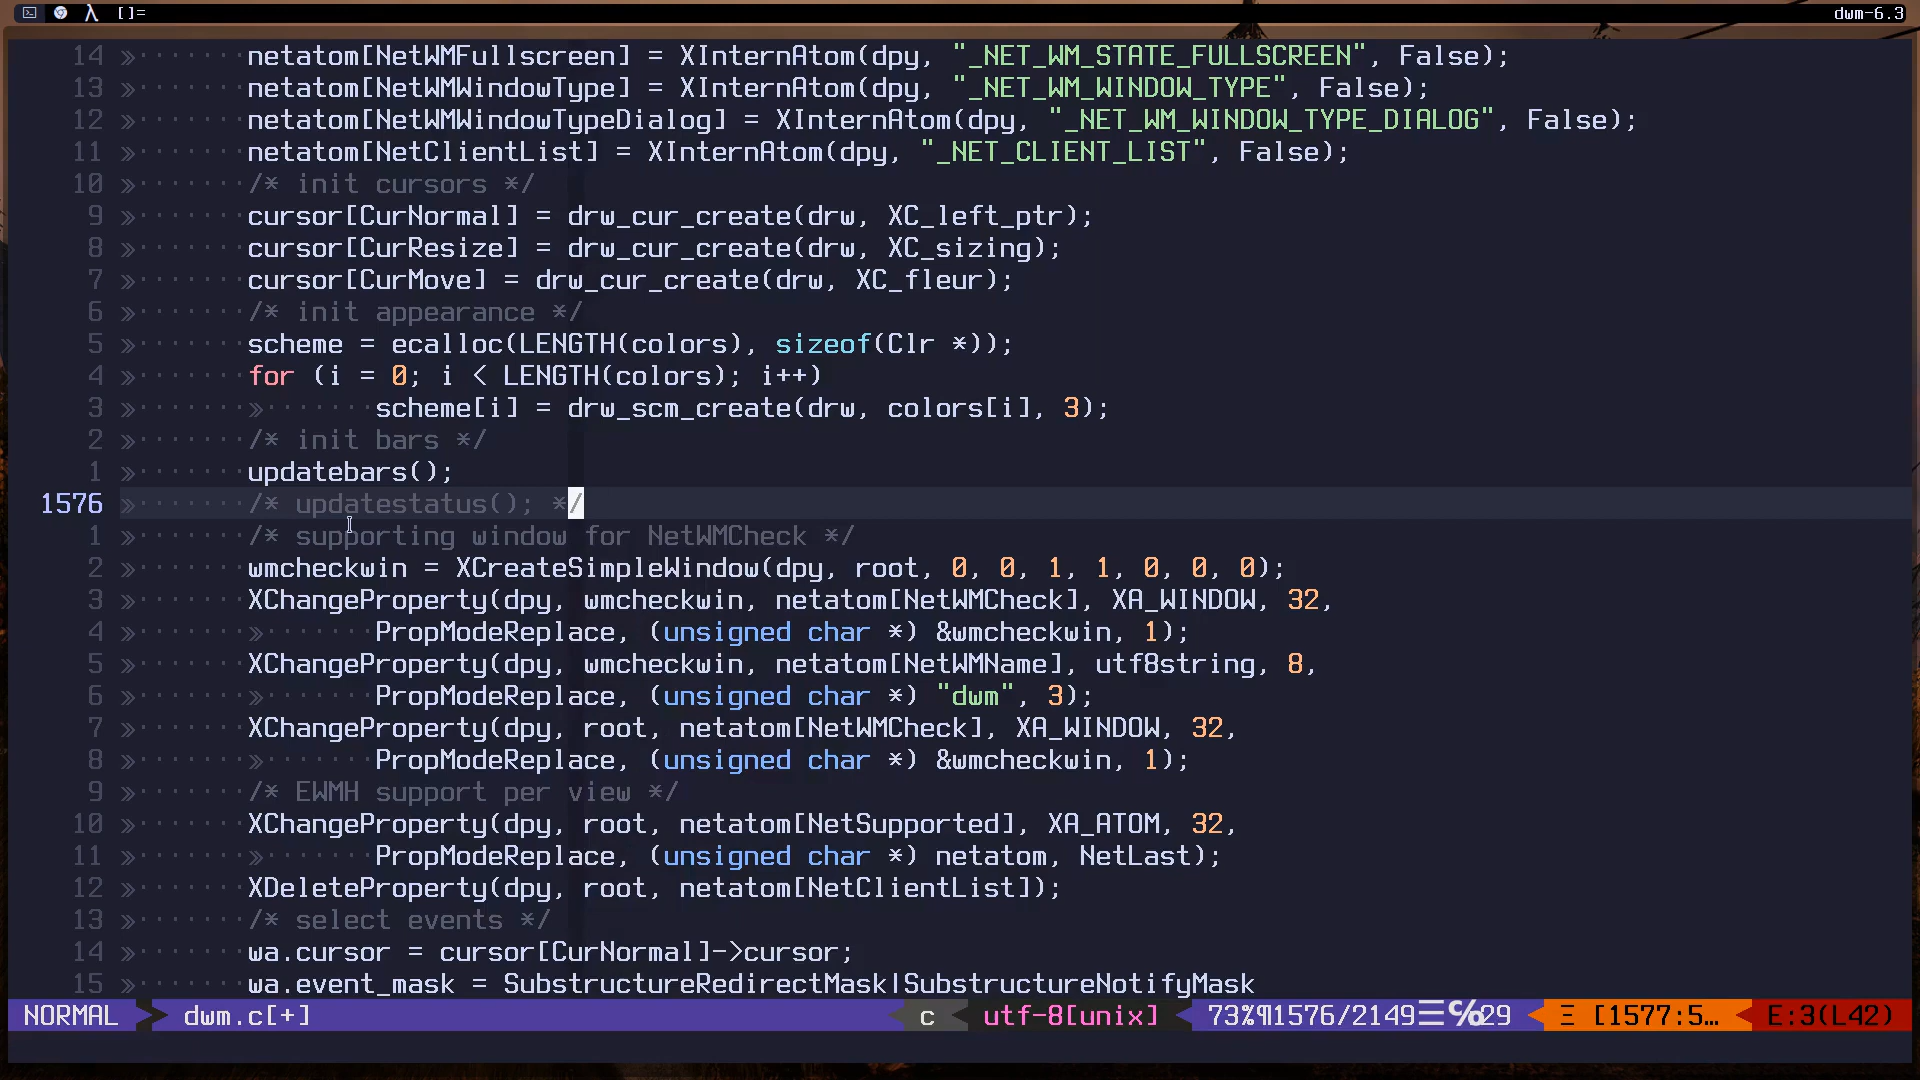 λ []= dwm-6.3
14 » netatom[NetWMFullscreen] = XInternAtom(dpy, "_NET_WM_STATE_FULLSCREEN", False);
13 » netatom[NetWMWindowType] = XInternAtom(dpy, "_NET_WM_WINDOW_TYPE", False);
12 » netatom[NetWMWindowTypeDialog] = XInternAtom(dpy, "_NET_WM_WINDOW_TYPE_DIALOG", False);
11 » netatom[NetClientList] = XInternAtom(dpy, "_NET_CLIENT_LIST", False);
10 » /* init cursors */
9 » cursor[CurNormal] = drw_cur_create(drw, XC_left_ptr);
8 » cursor[CurResize] = drw_cur_create(drw, XC_sizing);
7 » cursor[CurMove] = drw_cur_create(drw, XC_fleur);
6 » /* init appearance */
5 » scheme = ecalloc(LENGTH(colors), sizeof(Clr *));
4 » for (i = 0; i < LENGTH(colors); i++)
3 » » scheme[i] = drw_scm_create(drw, colors[i], 3);
2 » /* init bars */
1 » updatebars();
1576 » /* updatestatus(); */
1 » /* supporting window for NetWMCheck */
2 » wmcheckwin = XCreateSimpleWindow(dpy, root, 0, 0, 1, 1, 0, 0, 0);
3 » XChangeProperty(dpy, wmcheckwin, netatom[NetWMCheck], XA_WINDOW, 32,
4 » » PropModeReplace, (unsigned char *) &wmcheckwin, 1);
5 » XChangeProperty(dpy, wmcheckwin, netatom[NetWMName], utf8string, 8,
6 » » PropModeReplace, (unsigned char *) "dwm", 3);
7 » XChangeProperty(dpy, root, netatom[NetWMCheck], XA_WINDOW, 32,
8 » » PropModeReplace, (unsigned char *) &wmcheckwin, 1);
9 » /* EWMH support per view */
10 » XChangeProperty(dpy, root, netatom[NetSupported], XA_ATOM, 32,
11 » » PropModeReplace, (unsigned char *) netatom, NetLast);
12 » XDeleteProperty(dpy, root, netatom[NetClientList]);
13 » /* select events */
14 » wa.cursor = cursor[CurNormal]->cursor;
15 » wa.event_mask = SubstructureRedirectMask|SubstructureNotifyMask
NORMAL dwm.c[+] c utf-8[unix] 73%¶1576/2149☰℅29 Ξ [1577:5… E:3(L42)